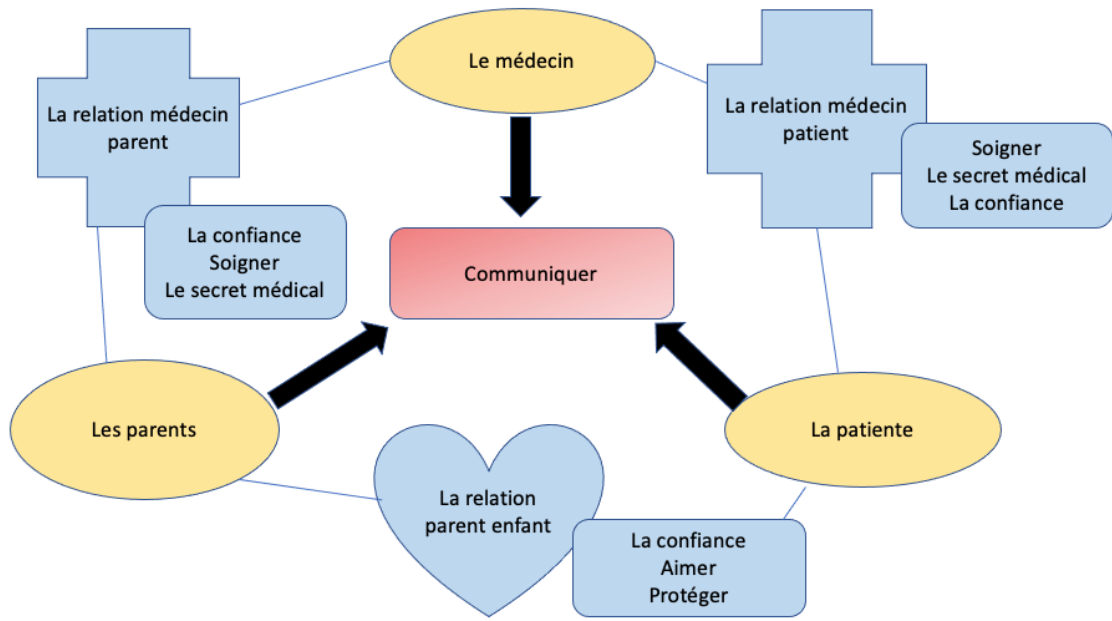 Le médecin
La relation médecin
parent
La relation médecin
patient
Soigner
Le secret médical
La confiance
La confiance
Soigner
Le secret médical
Communiquer
Les parents
La patiente
La relation
parent enfant
La confiance
Aimer
Protéger